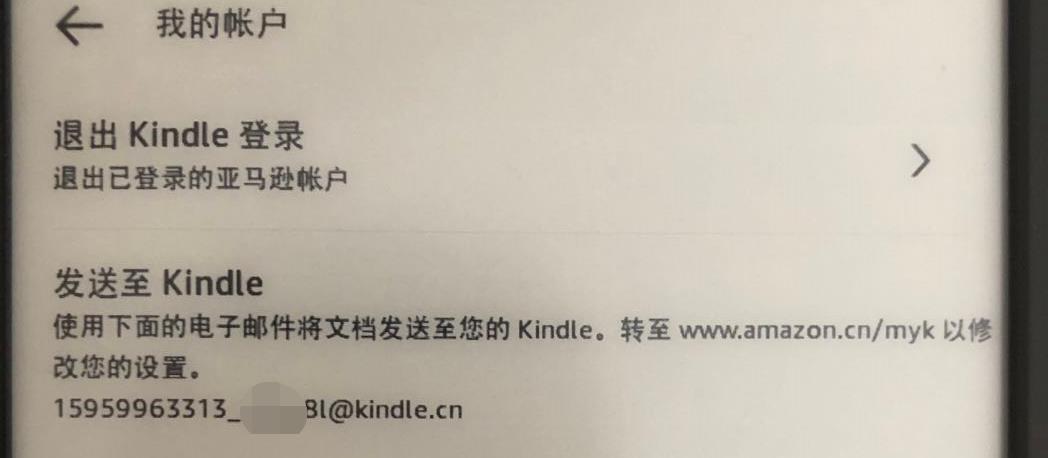 我的帐户
退出 Kindle 登录
退出已登录的亚马逊帐户
发送至 Kindle
使用下面的电子邮件将文档发送至您的 Kindle。转至 www.amazon.cn/myk 以修
改您的设置。
15959963313_ 8l@kindle.cn